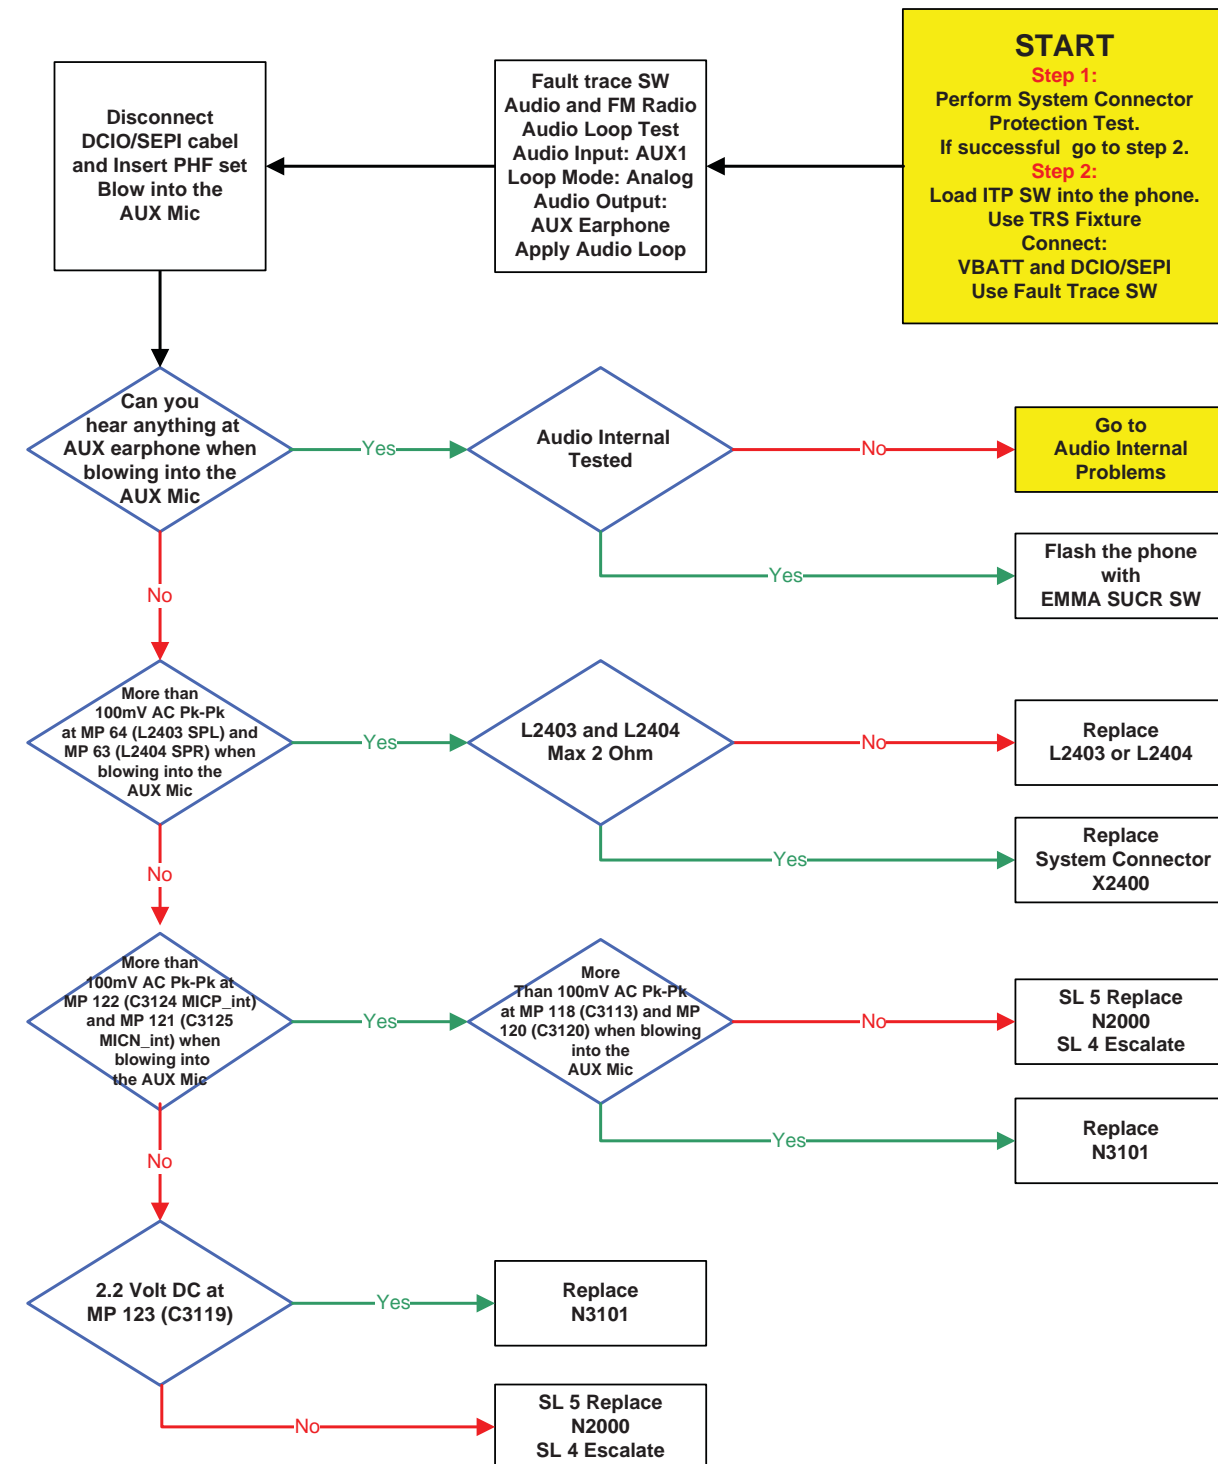 START
Step 1:
Perform System Connector
Protection Test.
If successful go to step 2.
Step 2:
Load ITP SW into the phone.
Use TRS Fixture
Connect:
VBATT and DCIO/SEPI
Use Fault Trace SW
Fault trace SW
Audio and FM Radio
Audio Loop Test
Audio Input: AUX1
Loop Mode: Analog
Audio Output:
AUX Earphone
Apply Audio Loop
Disconnect
DCIO/SEPI cabel
and Insert PHF set
Blow into the
AUX Mic
Can you
hear anything at
AUX earphone when
blowing into the
AUX Mic
Yes
Audio Internal
Tested
No
Go to
Audio Internal
Problems
Yes
Flash the phone
with
EMMA SUCR SW
No
More than
100mV AC Pk-Pk
at MP 64 (L2403 SPL) and
MP 63 (L2404 SPR) when
blowing into the
AUX Mic
Yes
L2403 and L2404
Max 2 Ohm
No
Replace
L2403 or L2404
Yes
Replace
System Connector
X2400
No
More than
100mV AC Pk-Pk at
MP 122 (C3124 MICP_int)
and MP 121 (C3125
MICN_int) when
blowing into
the AUX Mic
Yes
More
Than 100mV AC Pk-Pk
at MP 118 (C3113) and MP
120 (C3120) when blowing
into the
AUX Mic
No
SL 5 Replace
N2000
SL 4 Escalate
Yes
Replace
N3101
No
2.2 Volt DC at
MP 123 (C3119)
Yes
Replace
N3101
No
SL 5 Replace
N2000
SL 4 Escalate